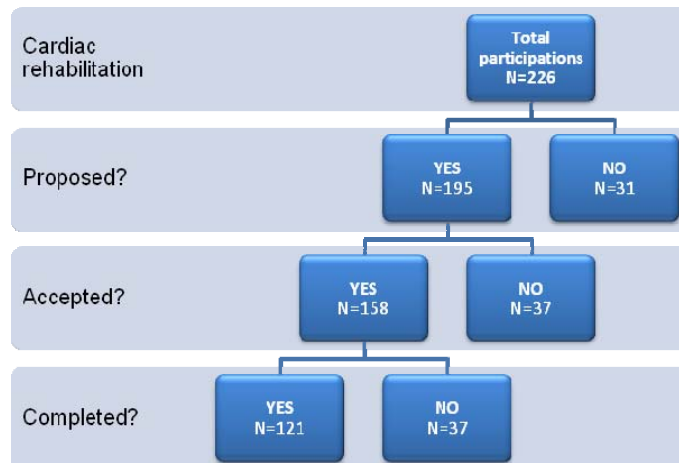 Cardiac
rehabilitation
Total
participations
N=226
Proposed?
YES
N=195
NO
N=31
Accepted?
YES
N=158
NO
N=37
Completed?
YES
N=121
NO
N=37